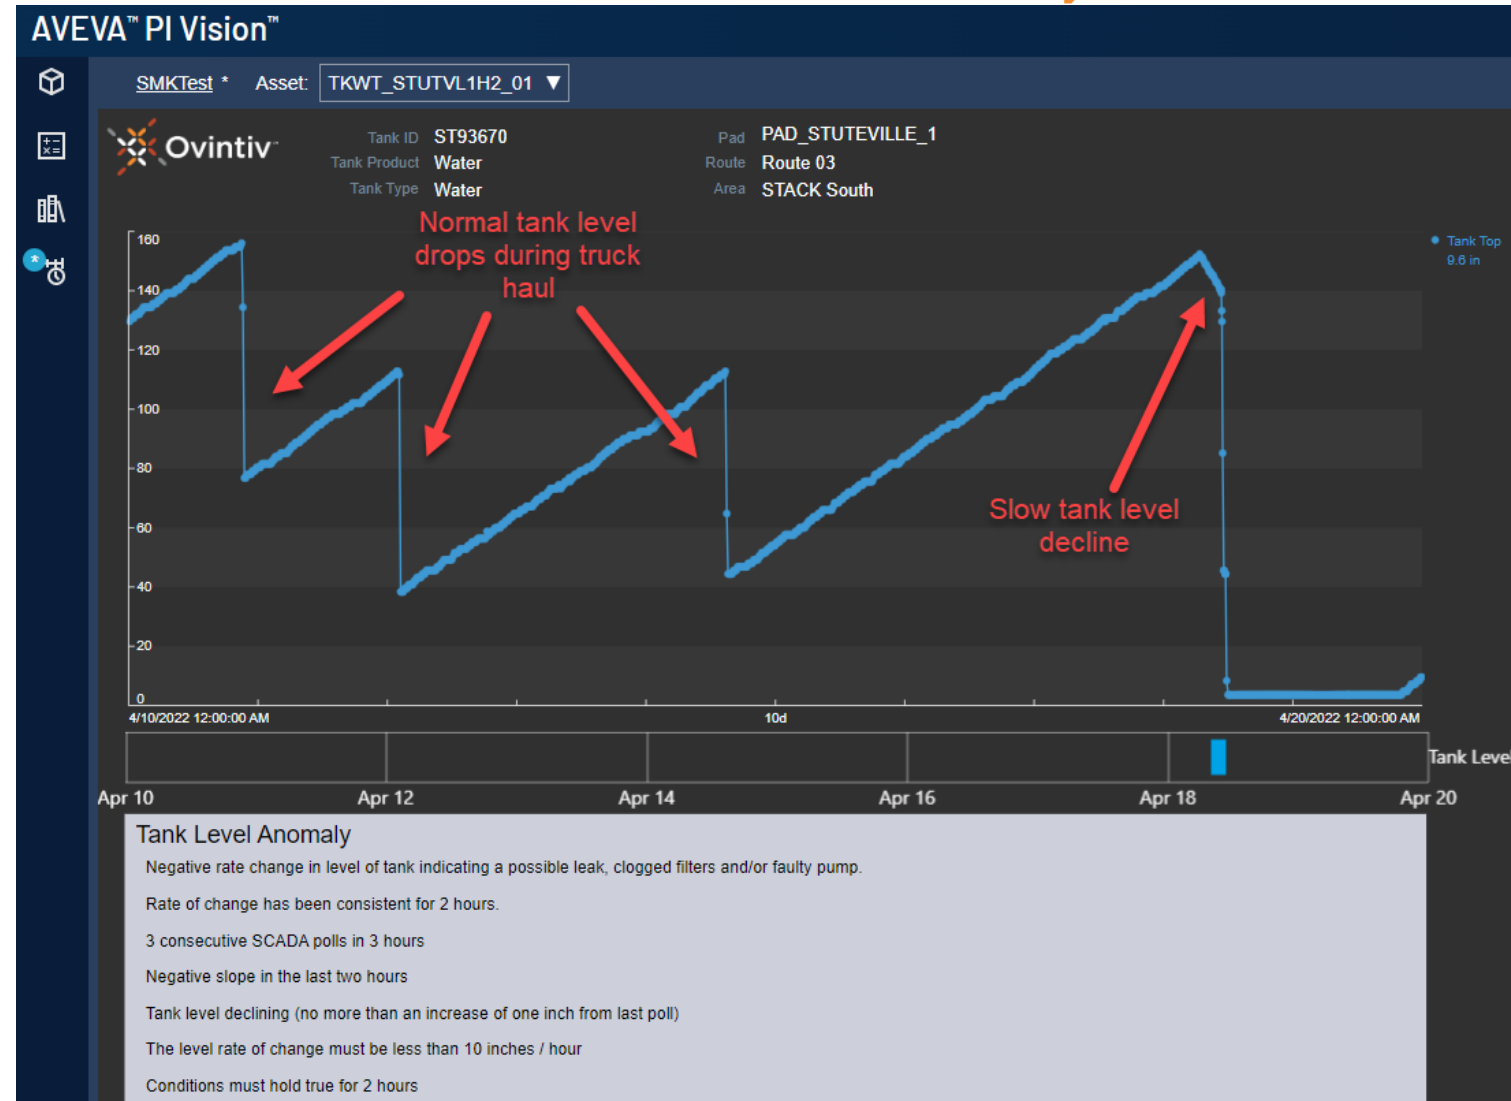 AVEVA™ PI Vision™
SMKTest * Asset: TKWT_STUTVL1H2_01 ▼
Ovintiv™
Tank ID ST93670
Tank Product Water
Tank Type Water
Pad PAD_STUTEVILLE_1
Route Route 03
Area STACK South
Normal tank level
drops during truck
haul
160
140
120
100
80
60
40
20
0
Tank Top
9.6 in
Slow tank level
decline
4/10/2022 12:00:00 AM 10d 4/20/2022 12:00:00 AM
Tank Level
Apr 10 Apr 12 Apr 14 Apr 16 Apr 18 Apr 20
Tank Level Anomaly
Negative rate change in level of tank indicating a possible leak, clogged filters and/or faulty pump.
Rate of change has been consistent for 2 hours.
3 consecutive SCADA polls in 3 hours
Negative slope in the last two hours
Tank level declining (no more than an increase of one inch from last poll)
The level rate of change must be less than 10 inches / hour
Conditions must hold true for 2 hours